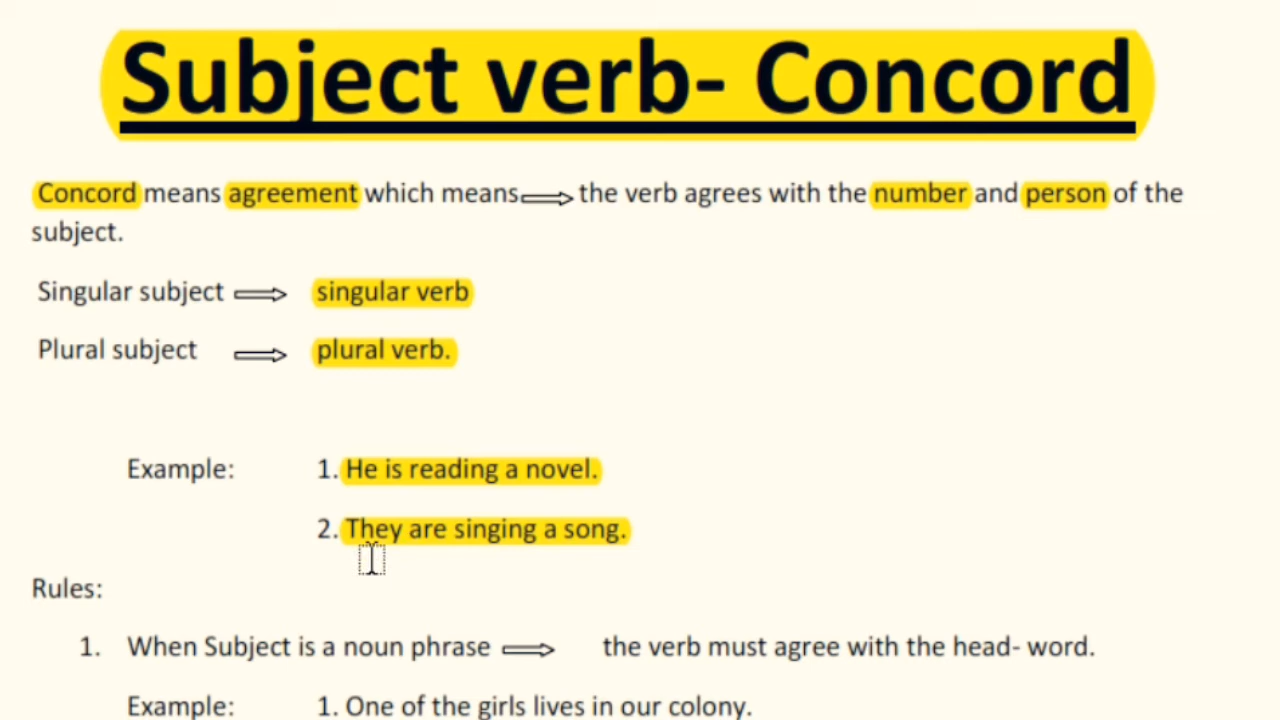 Subject verb- Concord
Concord means agreement which means the verb agrees with the number and person of the
subject.
Singular subject singular verb
Plural subject plural verb.
Example: 1. He is reading a novel.
2. They are singing a song.
Rules:
1. When Subject is a noun phrase the verb must agree with the head- word.
Example: 1. One of the girls lives in our colony.